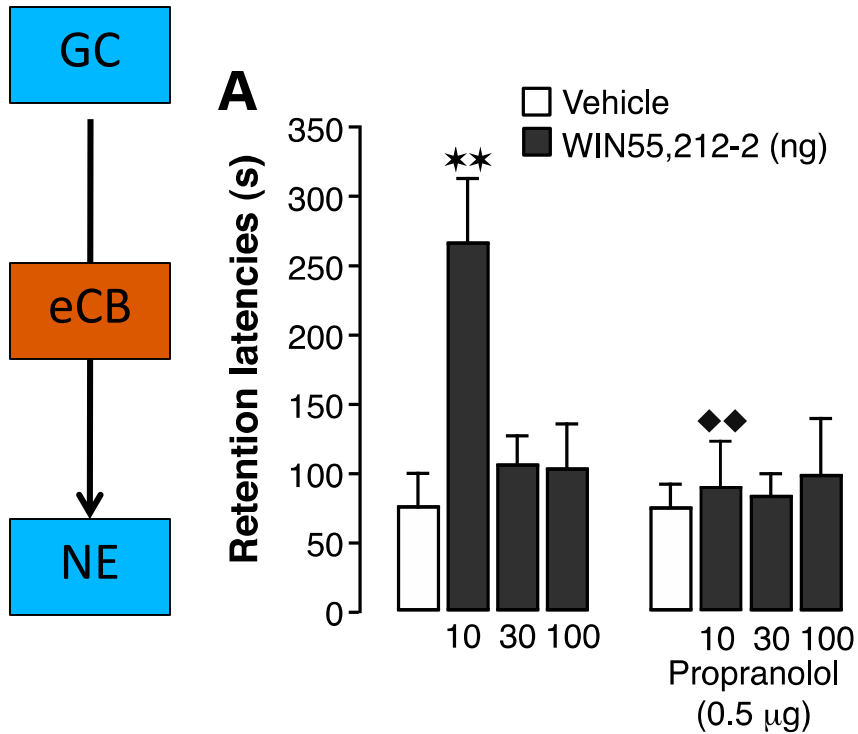 GC
eCB
NE
A
Vehicle
WIN55,212-2 (ng)
Retention latencies (s)
350
300
250
200
150
100
50
0
✶✶
◆◆
10 30 100
10 30 100
Propranolol
(0.5 μg)